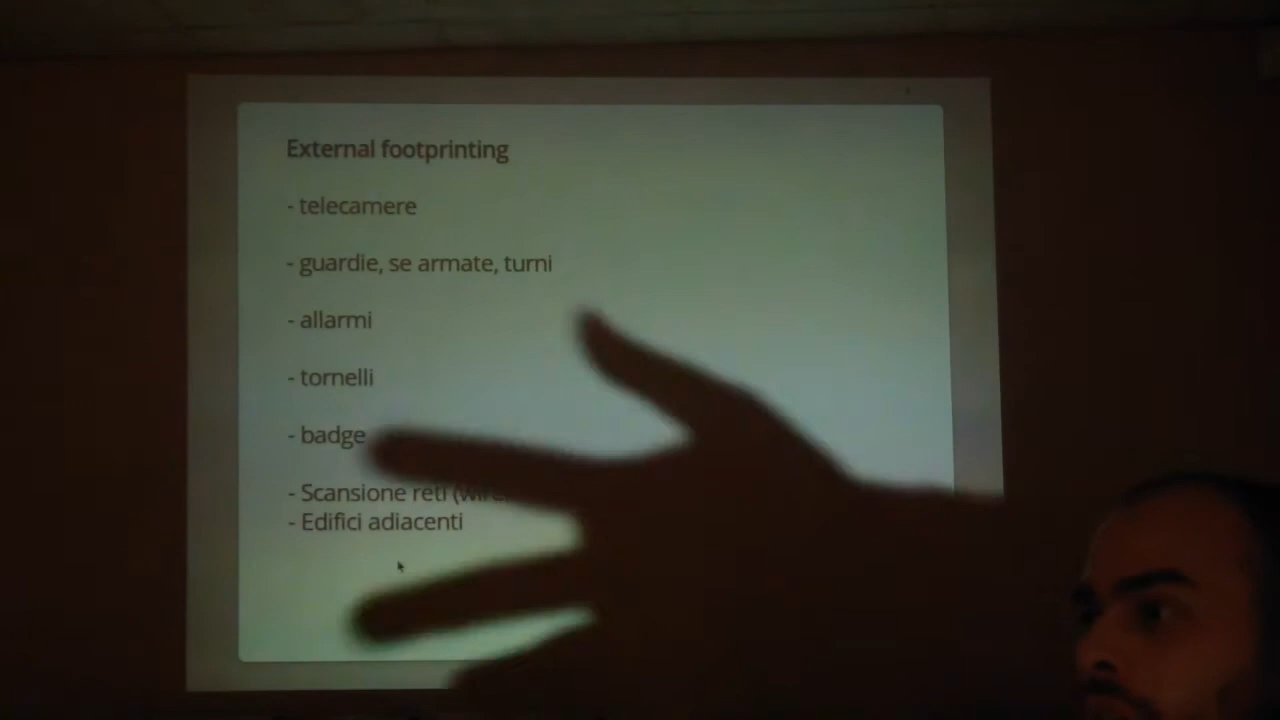 External footprinting
- telecamere
- guardie, se armate, turni
- allarmi
- tornelli
- badge
- Scansione reti
- Edifici adiacenti